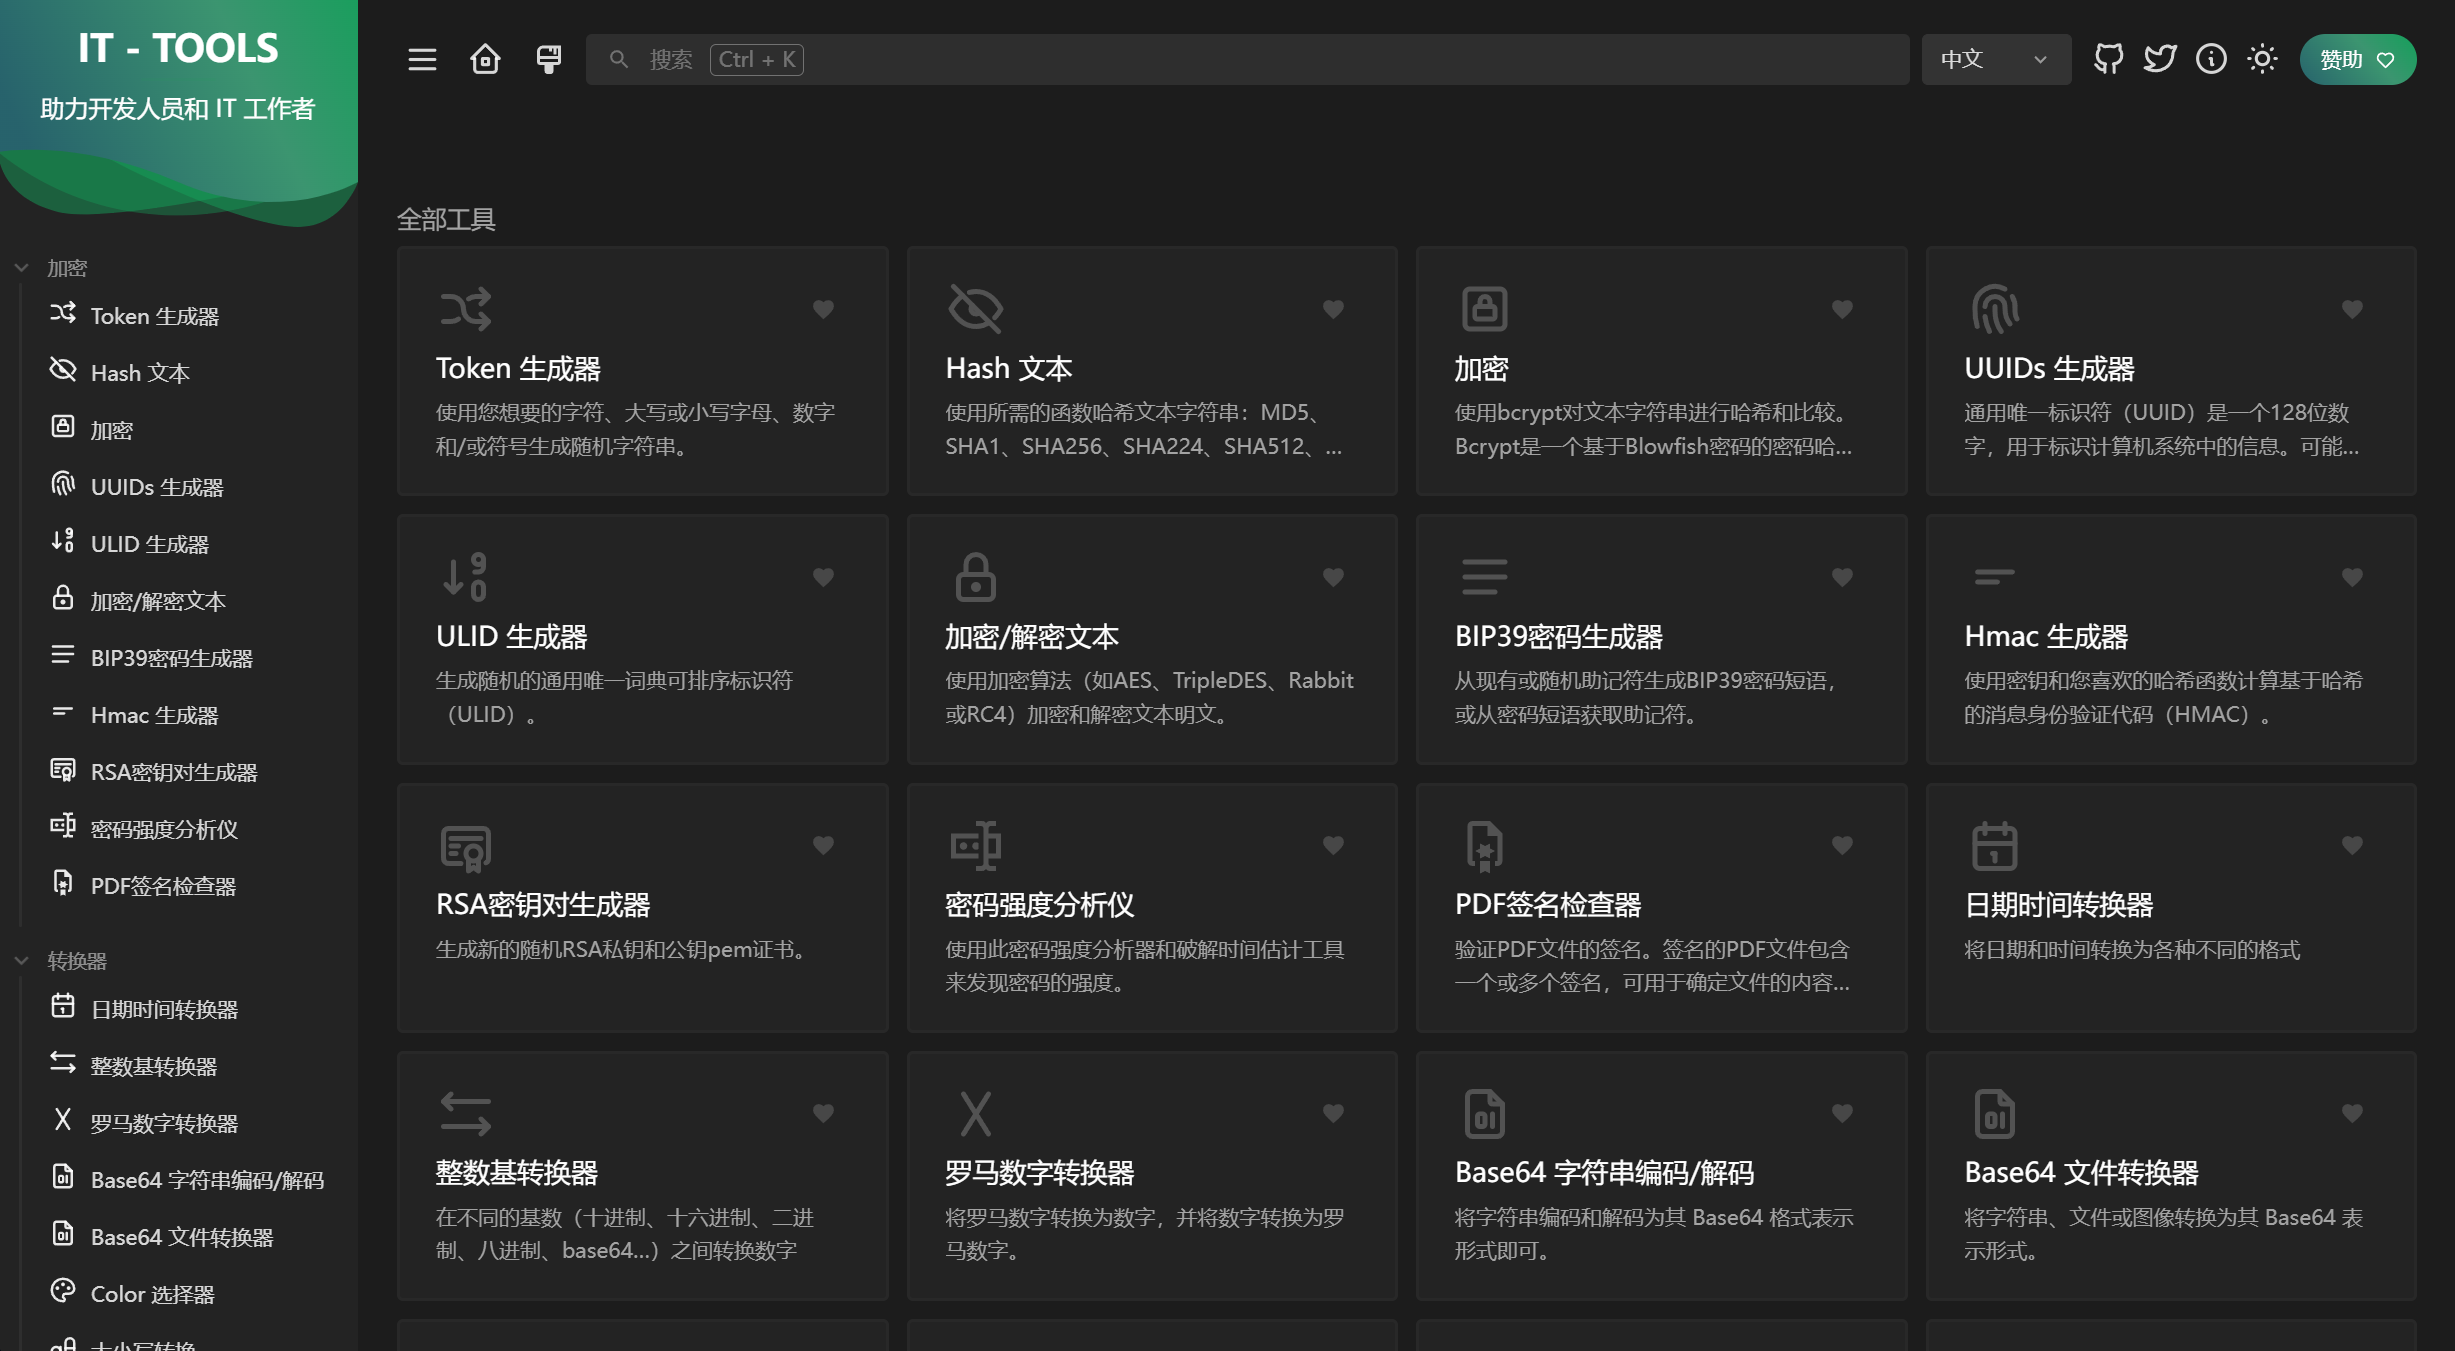 IT - TOOLS
助力开发人员和 IT 工作者
加密
Token 生成器
Hash 文本
加密
UUIDs 生成器
ULID 生成器
加密/解密文本
BIP39密码生成器
Hmac 生成器
RSA密钥对生成器
密码强度分析仪
PDF签名检查器
转换器
日期时间转换器
整数基转换器
罗马数字转换器
Base64 字符串编码/解码
Base64 文件转换器
Color 选择器
大小写转换
搜索 Ctrl + K
中文
赞助
全部工具
Token 生成器
使用您想要的字符、大写或小写字母、数字
和/或符号生成随机字符串。
Hash 文本
使用所需的函数哈希文本字符串：MD5、
SHA1、SHA256、SHA224、SHA512、...
加密
使用bcrypt对文本字符串进行哈希和比较。
Bcrypt是一个基于Blowfish密码的密码哈...
UUIDs 生成器
通用唯一标识符（UUID）是一个128位数
字，用于标识计算机系统中的信息。可能...
ULID 生成器
生成随机的通用唯一词典可排序标识符
（ULID）。
加密/解密文本
使用加密算法（如AES、TripleDES、Rabbit
或RC4）加密和解密文本明文。
BIP39密码生成器
从现有或随机助记符生成BIP39密码短语，
或从密码短语获取助记符。
Hmac 生成器
使用密钥和您喜欢的哈希函数计算基于哈希
的消息身份验证代码（HMAC）。
RSA密钥对生成器
生成新的随机RSA私钥和公钥pem证书。
密码强度分析仪
使用此密码强度分析器和破解时间估计工具
来发现密码的强度。
PDF签名检查器
验证PDF文件的签名。签名的PDF文件包含
一个或多个签名，可用于确定文件的内容...
日期时间转换器
将日期和时间转换为各种不同的格式
整数基转换器
在不同的基数（十进制、十六进制、二进
制、八进制、base64...）之间转换数字
罗马数字转换器
将罗马数字转换为数字，并将数字转换为罗
马数字。
Base64 字符串编码/解码
将字符串编码和解码为其 Base64 格式表示
形式即可。
Base64 文件转换器
将字符串、文件或图像转换为其 Base64 表
示形式。